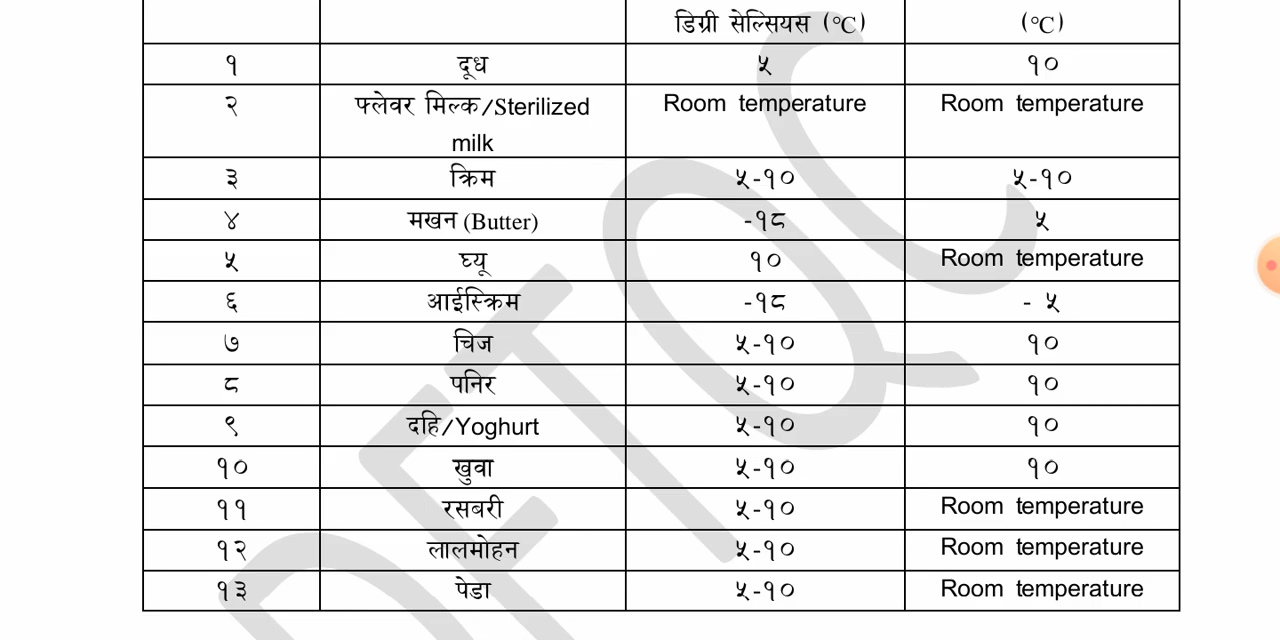 डिग्री सेल्सियस (°C) (°C)
१ दूध ५ १०
२ फ्लेवर मिल्क/Sterilized milk Room temperature Room temperature
३ क्रिम ५-१० ५-१०
४ मखन (Butter) -१८ ५
५ घ्यू १० Room temperature
६ आईस्क्रिम -१८ - ५
७ चिज ५-१० १०
८ पनिर ५-१० १०
९ दहि/Yoghurt ५-१० १०
१० खुवा ५-१० १०
११ रसबरी ५-१० Room temperature
१२ लालमोहन ५-१० Room temperature
१३ पेडा ५-१० Room temperature
DFTQC